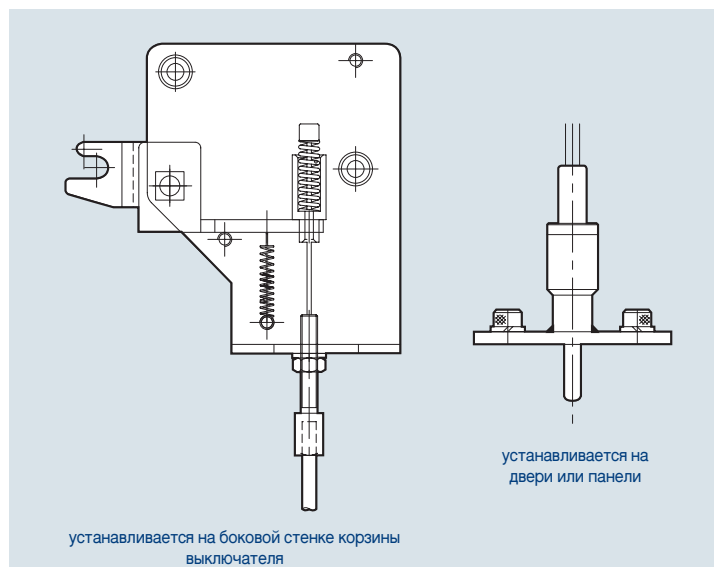 устанавливается на
двери или панели
устанавливается на боковой стенке корзины
выключателя